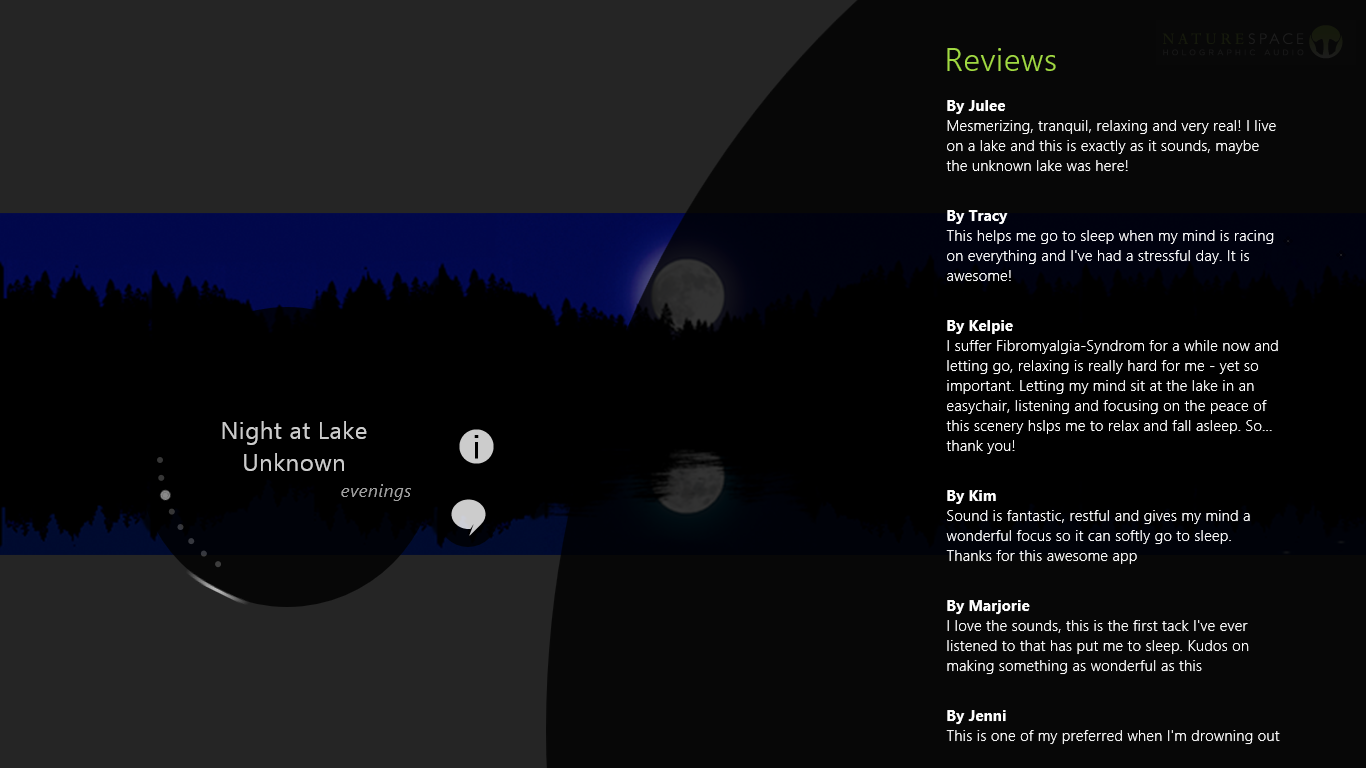 NATURESPACE
HOLOGRAPHIC AUDIO
Reviews
By Julee
Mesmerizing, tranquil, relaxing and very real! I live
on a lake and this is exactly as it sounds, maybe
the unknown lake was here!
By Tracy
This helps me go to sleep when my mind is racing
on everything and I've had a stressful day. It is
awesome!
By Kelpie
I suffer Fibromyalgia-Syndrom for a while now and
letting go, relaxing is really hard for me - yet so
important. Letting my mind sit at the lake in an
easychair, listening and focusing on the peace of
this scenery hslps me to relax and fall asleep. So...
thank you!
By Kim
Sound is fantastic, restful and gives my mind a
wonderful focus so it can softly go to sleep.
Thanks for this awesome app
By Marjorie
I love the sounds, this is the first tack I've ever
listened to that has put me to sleep. Kudos on
making something as wonderful as this
By Jenni
This is one of my preferred when I'm drowning out
Night at Lake
Unknown
evenings
i